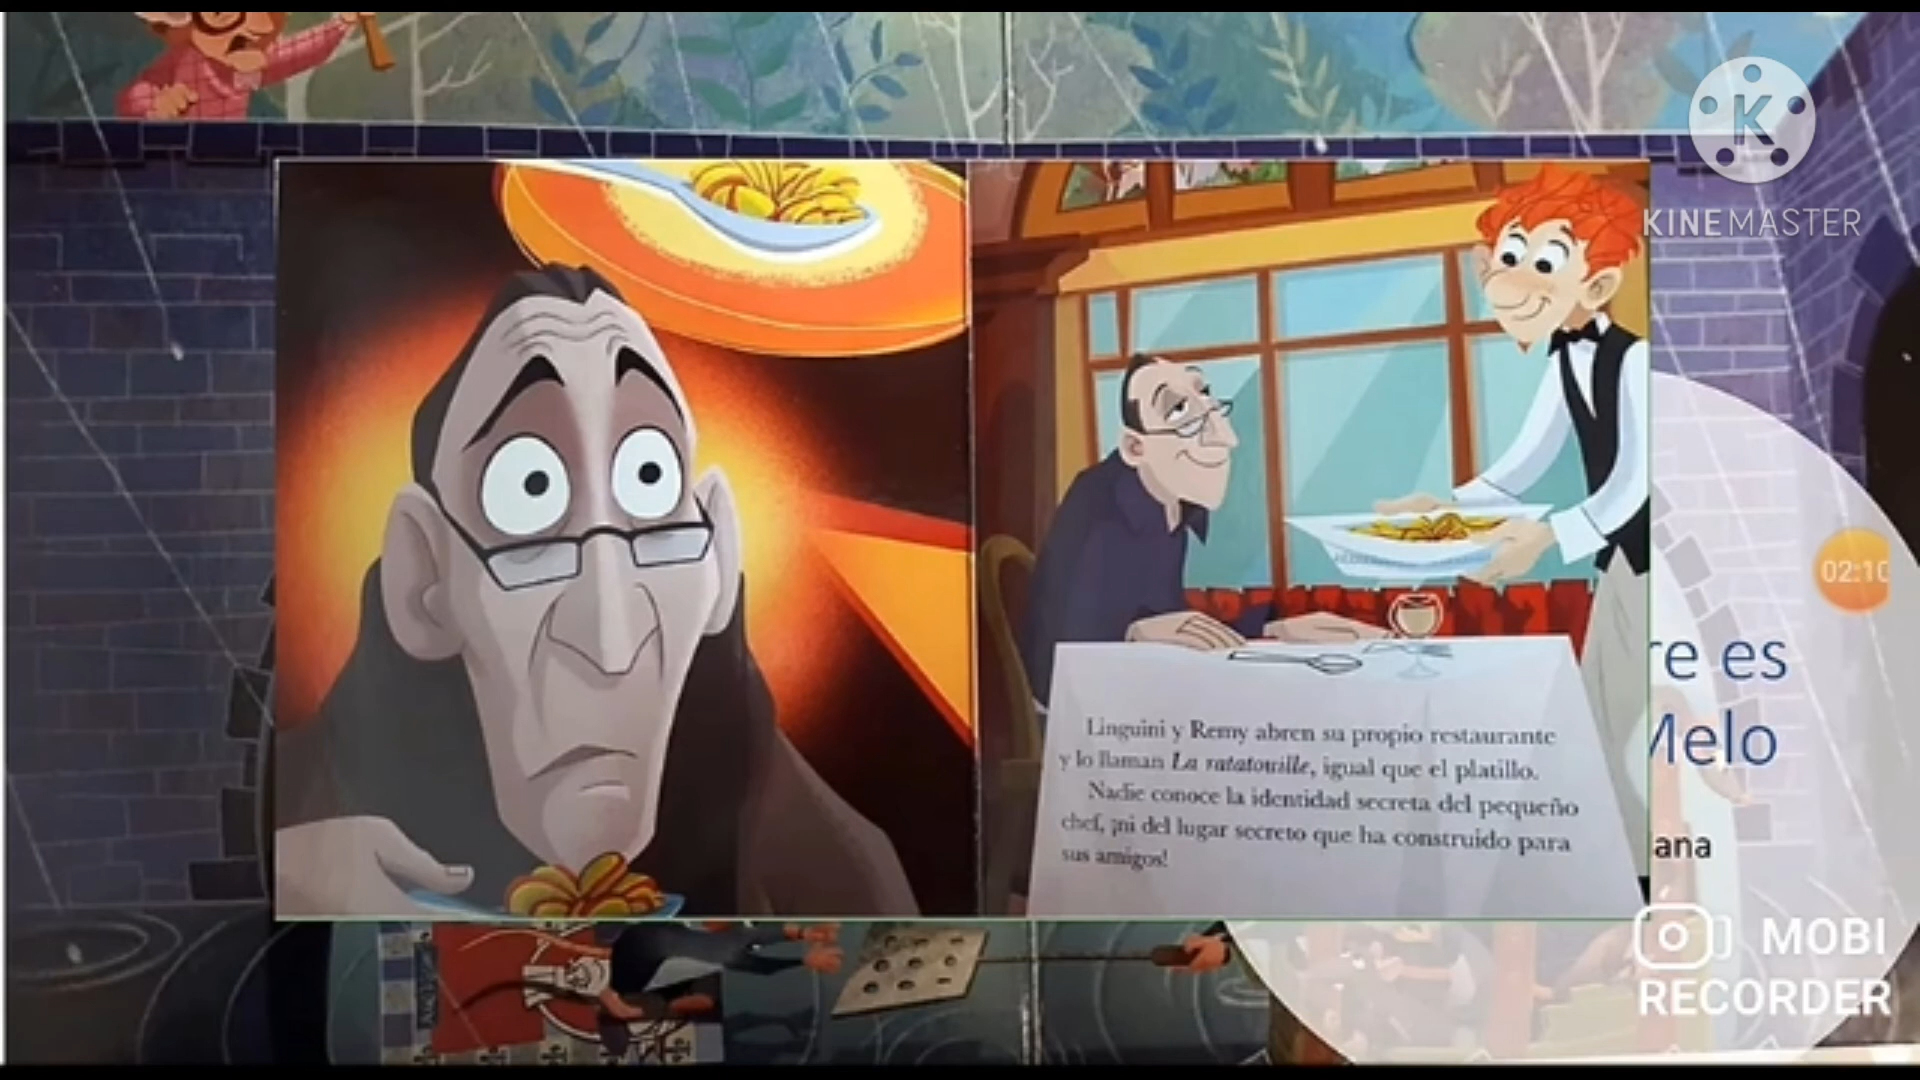 KINEMASTER
02:10
re es
Melo
ana
Linguini y Remy abren su propio restaurante
y lo llaman La ratatouille, igual que el platillo.
Nadie conoce la identidad secreta del pequeño
chef, ¡ni del lugar secreto que ha construido para
sus amigos!
MOBI
RECORDER